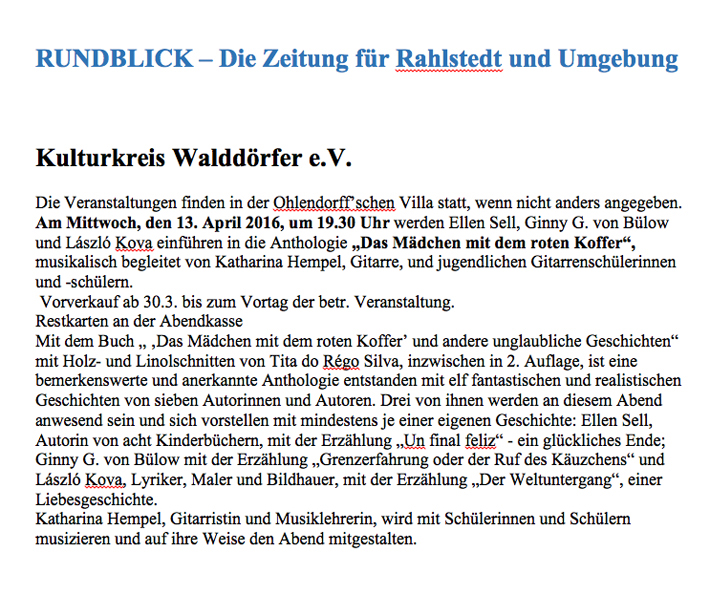 RUNDBLICK – Die Zeitung für Rahlstedt und Umgebung
Kulturkreis Walddörfer e.V.
Die Veranstaltungen finden in der Ohlendorff’schen Villa statt, wenn nicht anders angegeben.
Am Mittwoch, den 13. April 2016, um 19.30 Uhr werden Ellen Sell, Ginny G. von Bülow
und László Kova einführen in die Anthologie „Das Mädchen mit dem roten Koffer“,
musikalisch begleitet von Katharina Hempel, Gitarre, und jugendlichen Gitarrenschülerinnen
und -schülern.
Vorverkauf ab 30.3. bis zum Vortag der betr. Veranstaltung.
Restkarten an der Abendkasse
Mit dem Buch „ ‚Das Mädchen mit dem roten Koffer’ und andere unglaubliche Geschichten“
mit Holz- und Linolschnitten von Tita do Régo Silva, inzwischen in 2. Auflage, ist eine
bemerkenswerte und anerkannte Anthologie entstanden mit elf fantastischen und realistischen
Geschichten von sieben Autorinnen und Autoren. Drei von ihnen werden an diesem Abend
anwesend sein und sich vorstellen mit mindestens je einer eigenen Geschichte: Ellen Sell,
Autorin von acht Kinderbüchern, mit der Erzählung „Un final feliz“ - ein glückliches Ende;
Ginny G. von Bülow mit der Erzählung „Grenzerfahrung oder der Ruf des Käuzchens“ und
László Kova, Lyriker, Maler und Bildhauer, mit der Erzählung „Der Weltuntergang“, einer
Liebesgeschichte.
Katharina Hempel, Gitarristin und Musiklehrerin, wird mit Schülerinnen und Schülern
musizieren und auf ihre Weise den Abend mitgestalten.